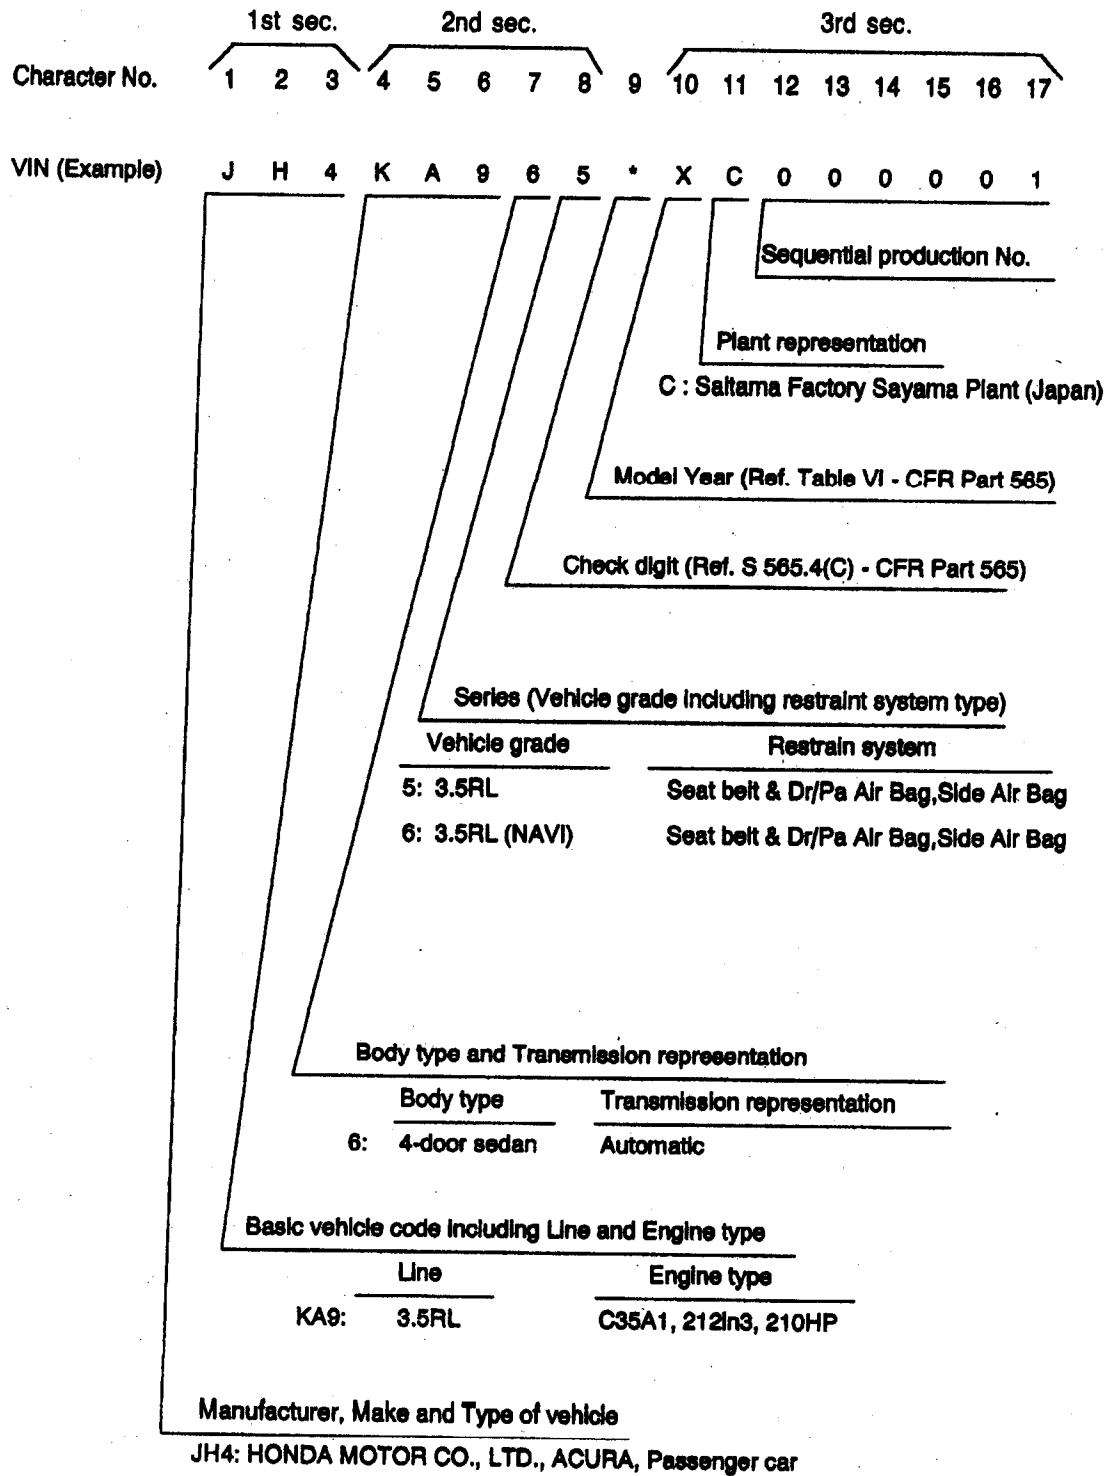 1st sec. 2nd sec. 3rd sec.
Character No. 1 2 3 4 5 6 7 8 9 10 11 12 13 14 15 16 17
VIN (Example) J H 4 K A 9 6 5 * X C 0 0 0 0 0 1
Sequential production No.
Plant representation
C : Saitama Factory Sayama Plant (Japan)
Model Year (Ref. Table VI - CFR Part 565)
Check digit (Ref. S 565.4(C) - CFR Part 565)
Series (Vehicle grade including restraint system type)
Vehicle grade Restrain system
5: 3.5RL Seat belt & Dr/Pa Air Bag,Side Air Bag
6: 3.5RL (NAVI) Seat belt & Dr/Pa Air Bag,Side Air Bag
Body type and Transmission representation
Body type Transmission representation
6: 4-door sedan Automatic
Basic vehicle code including Line and Engine type
Line Engine type
KA9: 3.5RL C35A1, 212in3, 210HP
Manufacturer, Make and Type of vehicle
JH4: HONDA MOTOR CO., LTD., ACURA, Passenger car